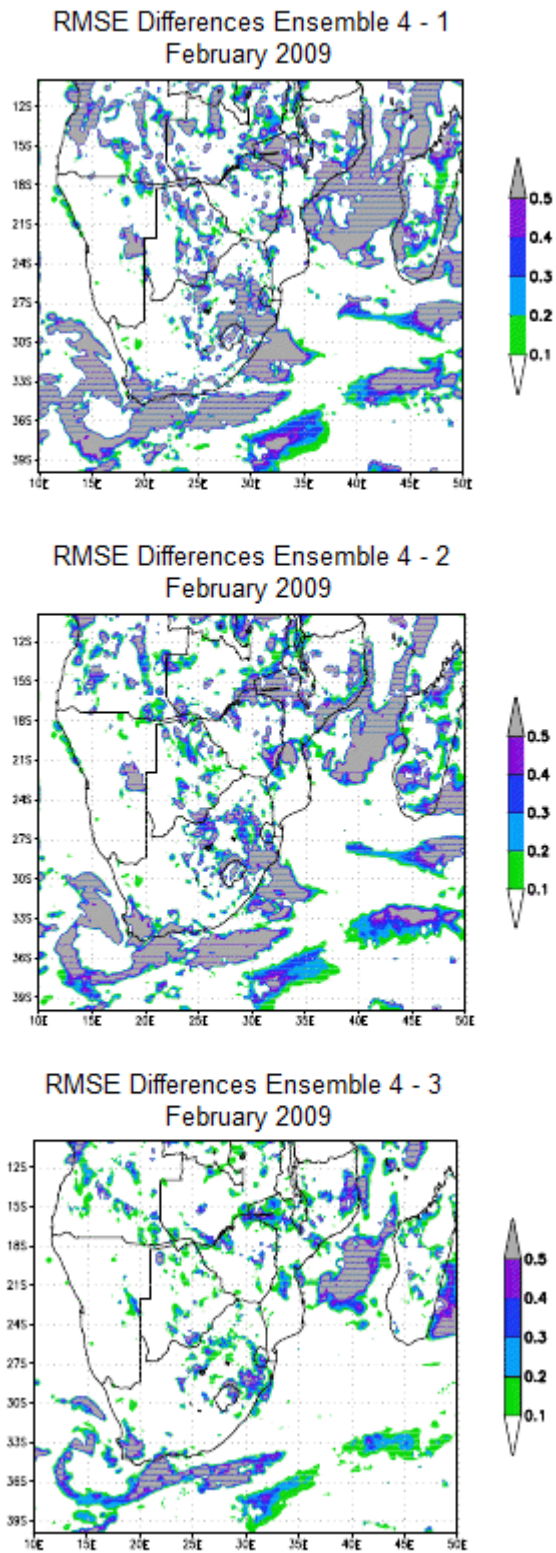 RMSE Differences Ensemble 4 - 1
February 2009
12S
15S
18S
21S
24S
27S
30S
33S
36S
39S
10E 15E 20E 25E 30E 35E 40E 45E 50E
0.5
0.4
0.3
0.2
0.1
RMSE Differences Ensemble 4 - 2
February 2009
12S
15S
18S
21S
24S
27S
30S
33S
36S
39S
10E 15E 20E 25E 30E 35E 40E 45E 50E
0.5
0.4
0.3
0.2
0.1
RMSE Differences Ensemble 4 - 3
February 2009
12S
15S
18S
21S
24S
27S
30S
33S
36S
39S
10E 15E 20E 25E 30E 35E 40E 45E 50E
0.5
0.4
0.3
0.2
0.1